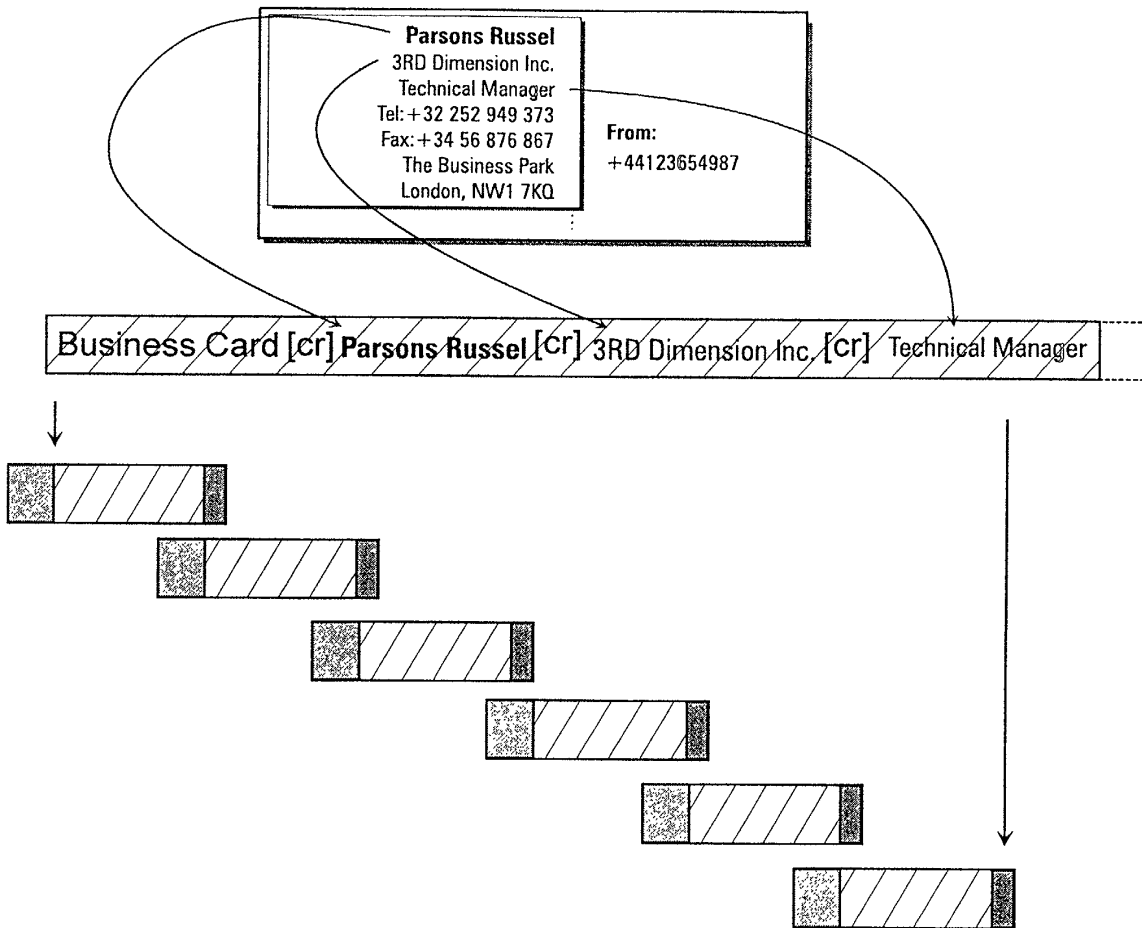 Parsons Russel
3RD Dimension Inc.
Technical Manager
Tel:+32 252 949 373
Fax:+34 56 876 867
The Business Park
London, NW1 7KQ
From:
+44123654987
Business Card [cr] Parsons Russel [cr] 3RD Dimension Inc. [cr] Technical Manager